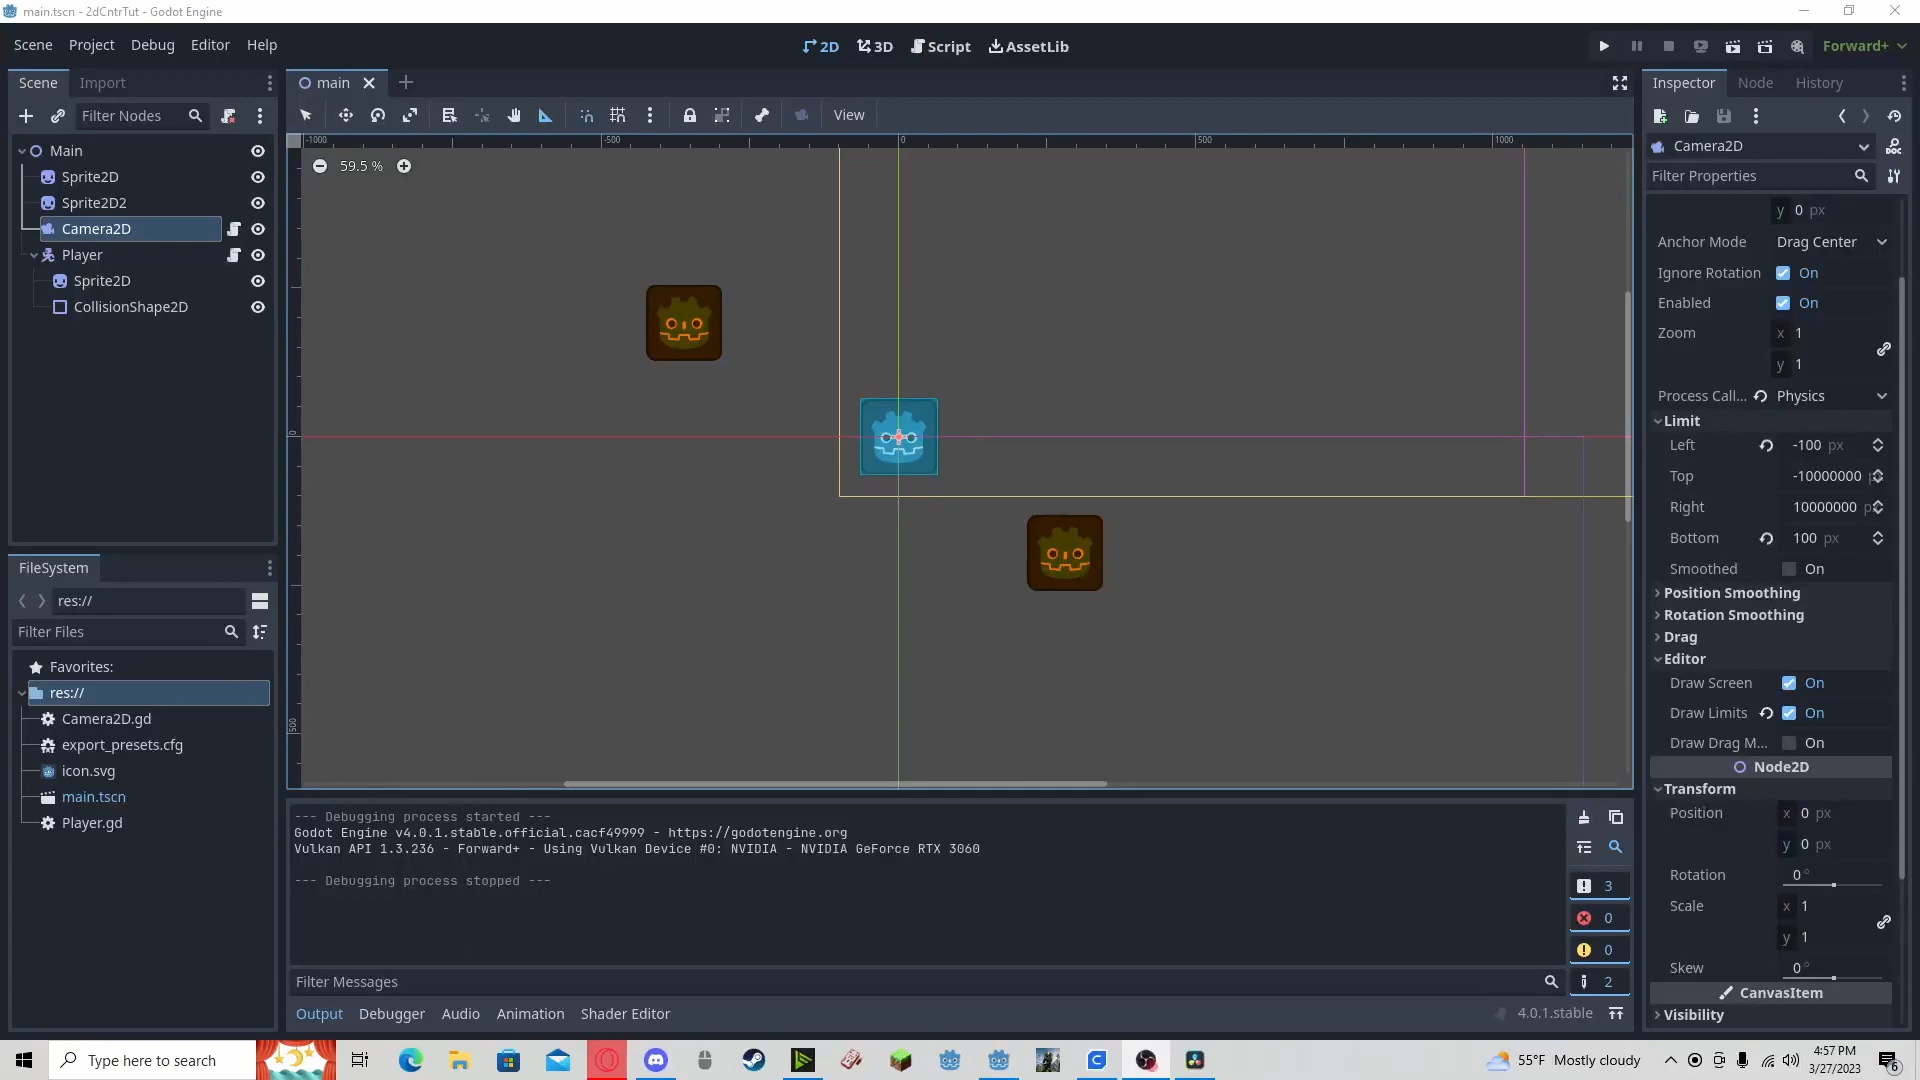 main.tscn - 2dCntrTut - Godot Engine
Scene Project Debug Editor Help
2D 3D Script AssetLib
Forward+
Scene Import
Filter Nodes
Main
Sprite2D
Sprite2D2
Camera2D
Player
Sprite2D
CollisionShape2D
FileSystem
res://
Filter Files
Favorites:
res://
Camera2D.gd
export_presets.cfg
icon.svg
main.tscn
Player.gd
main
View
-1000 -500 0 500 1000
59.5 %
0
500
--- Debugging process started ---
Godot Engine v4.0.1.stable.official.cacf49999 - https://godotengine.org
Vulkan API 1.3.236 - Forward+ - Using Vulkan Device #0: NVIDIA - NVIDIA GeForce RTX 3060
--- Debugging process stopped ---
3
0
0
2
Filter Messages
Output Debugger Audio Animation Shader Editor
4.0.1.stable
Inspector Node History
Camera2D
DOC
Filter Properties
y 0 px
Anchor Mode Drag Center
Ignore Rotation On
Enabled On
Zoom x 1
y 1
Process Call... Physics
Limit
Left -100 px
Top -10000000
Right 10000000
Bottom 100 px
Smoothed On
Position Smoothing
Rotation Smoothing
Drag
Editor
Draw Screen On
Draw Limits On
Draw Drag M... On
Node2D
Transform
Position x 0 px
y 0 px
Rotation 0 °
Scale x 1
y 1
Skew 0 °
CanvasItem
Visibility
Type here to search
55°F Mostly cloudy
4:57 PM
3/27/2023
6